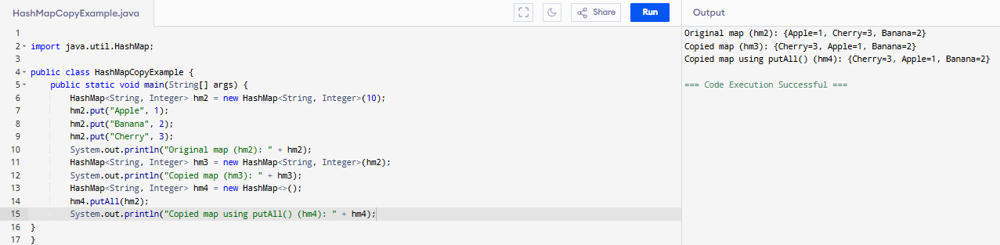 HashMapCopyExample.java
Share
Run
Output
1
2 import java.util.HashMap;
3
4 public class HashMapCopyExample {
5 public static void main(String[] args) {
6 HashMap<String, Integer> hm2 = new HashMap<String, Integer>(10);
7 hm2.put("Apple", 1);
8 hm2.put("Banana", 2);
9 hm2.put("Cherry", 3);
10 System.out.println("Original map (hm2): " + hm2);
11 HashMap<String, Integer> hm3 = new HashMap<String, Integer>(hm2);
12 System.out.println("Copied map (hm3): " + hm3);
13 HashMap<String, Integer> hm4 = new HashMap<>();
14 hm4.putAll(hm2);
15 System.out.println("Copied map using putAll() (hm4): " + hm4);
16 }
17 }
Original map (hm2): {Apple=1, Cherry=3, Banana=2}
Copied map (hm3): {Cherry=3, Apple=1, Banana=2}
Copied map using putAll() (hm4): {Cherry=3, Apple=1, Banana=2}
=== Code Execution Successful ===